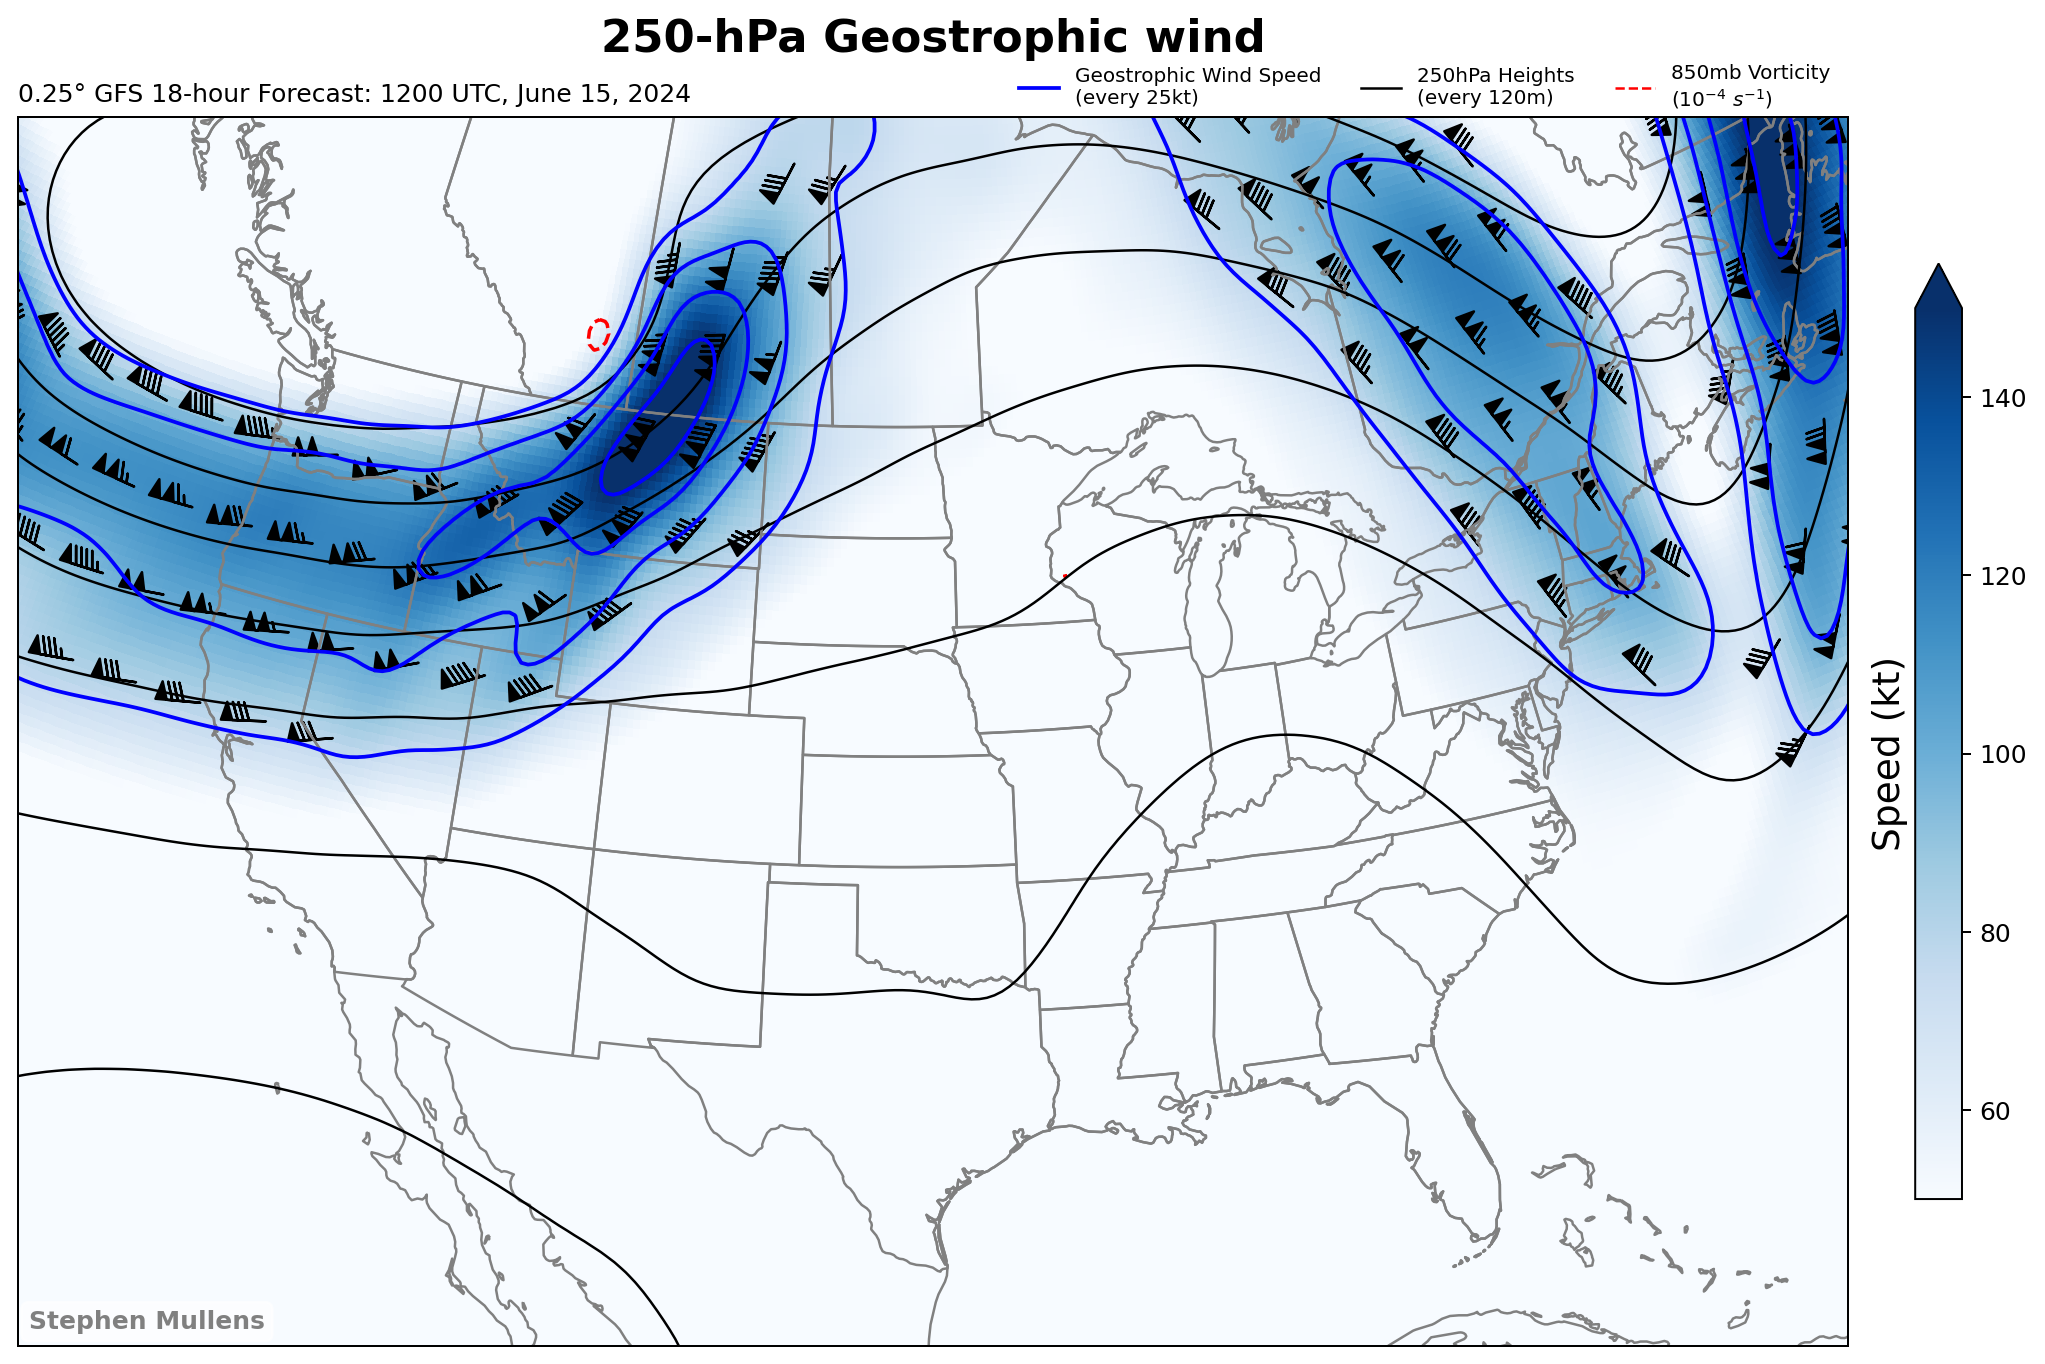 250-hPa Geostrophic wind
0.25° GFS 18-hour Forecast: 1200 UTC, June 15, 2024
Geostrophic Wind Speed
(every 25kt)
250hPa Heights
(every 120m)
850mb Vorticity
(10⁻⁴ s⁻¹)
140
120
100
80
60
Speed (kt)
Stephen Mullens